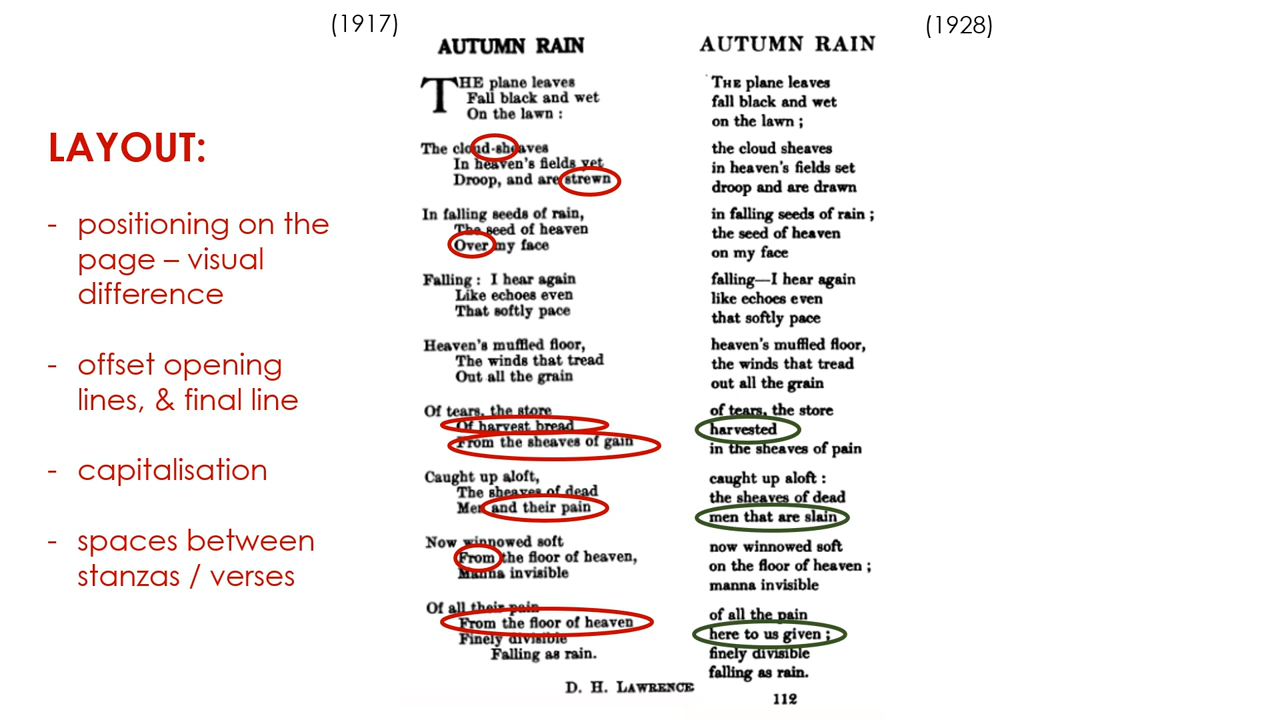 (1917)
(1928)
LAYOUT:
- positioning on the
page – visual
difference
- offset opening
lines, & final line
- capitalisation
- spaces between
stanzas / verses
AUTUMN RAIN
THE plane leaves
Fall black and wet
On the lawn :
The cloud-sheaves
In heaven's fields yet
Droop, and are strewn
In falling seeds of rain,
The seed of heaven
Over my face
Falling : I hear again
Like echoes even
That softly pace
Heaven's muffled floor,
The winds that tread
Out all the grain
Of tears, the store
Of harvest bread
From the sheaves of gain
Caught up aloft,
The sheaves of dead
Men and their pain
Now winnowed soft
From the floor of heaven,
Manna invisible
Of all their pain
From the floor of heaven
Finely divisible
Falling as rain.
D. H. LAWRENCE
AUTUMN RAIN
THE plane leaves
fall black and wet
on the lawn ;
the cloud sheaves
in heaven's fields set
droop and are drawn
in falling seeds of rain ;
the seed of heaven
on my face
falling—I hear again
like echoes even
that softly pace
heaven's muffled floor,
the winds that tread
out all the grain
of tears, the store
harvested
in the sheaves of pain
caught up aloft :
the sheaves of dead
men that are slain
now winnowed soft
on the floor of heaven ;
manna invisible
of all the pain
here to us given ;
finely divisible
falling as rain.
112